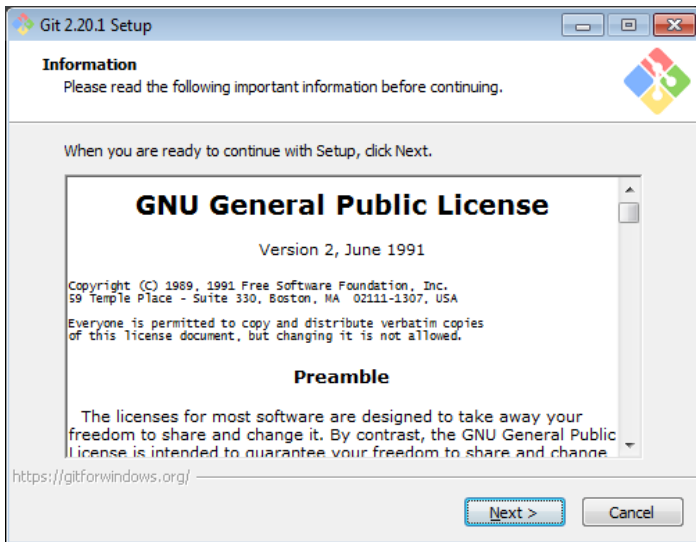 Git 2.20.1 Setup
Information
Please read the following important information before continuing.
When you are ready to continue with Setup, click Next.
GNU General Public License
Version 2, June 1991
Copyright (C) 1989, 1991 Free Software Foundation, Inc.
59 Temple Place - Suite 330, Boston, MA  02111-1307, USA
Everyone is permitted to copy and distribute verbatim copies
of this license document, but changing it is not allowed.
Preamble
The licenses for most software are designed to take away your
freedom to share and change it. By contrast, the GNU General Public
License is intended to guarantee your freedom to share and change
https://gitforwindows.org/
Next >
Cancel